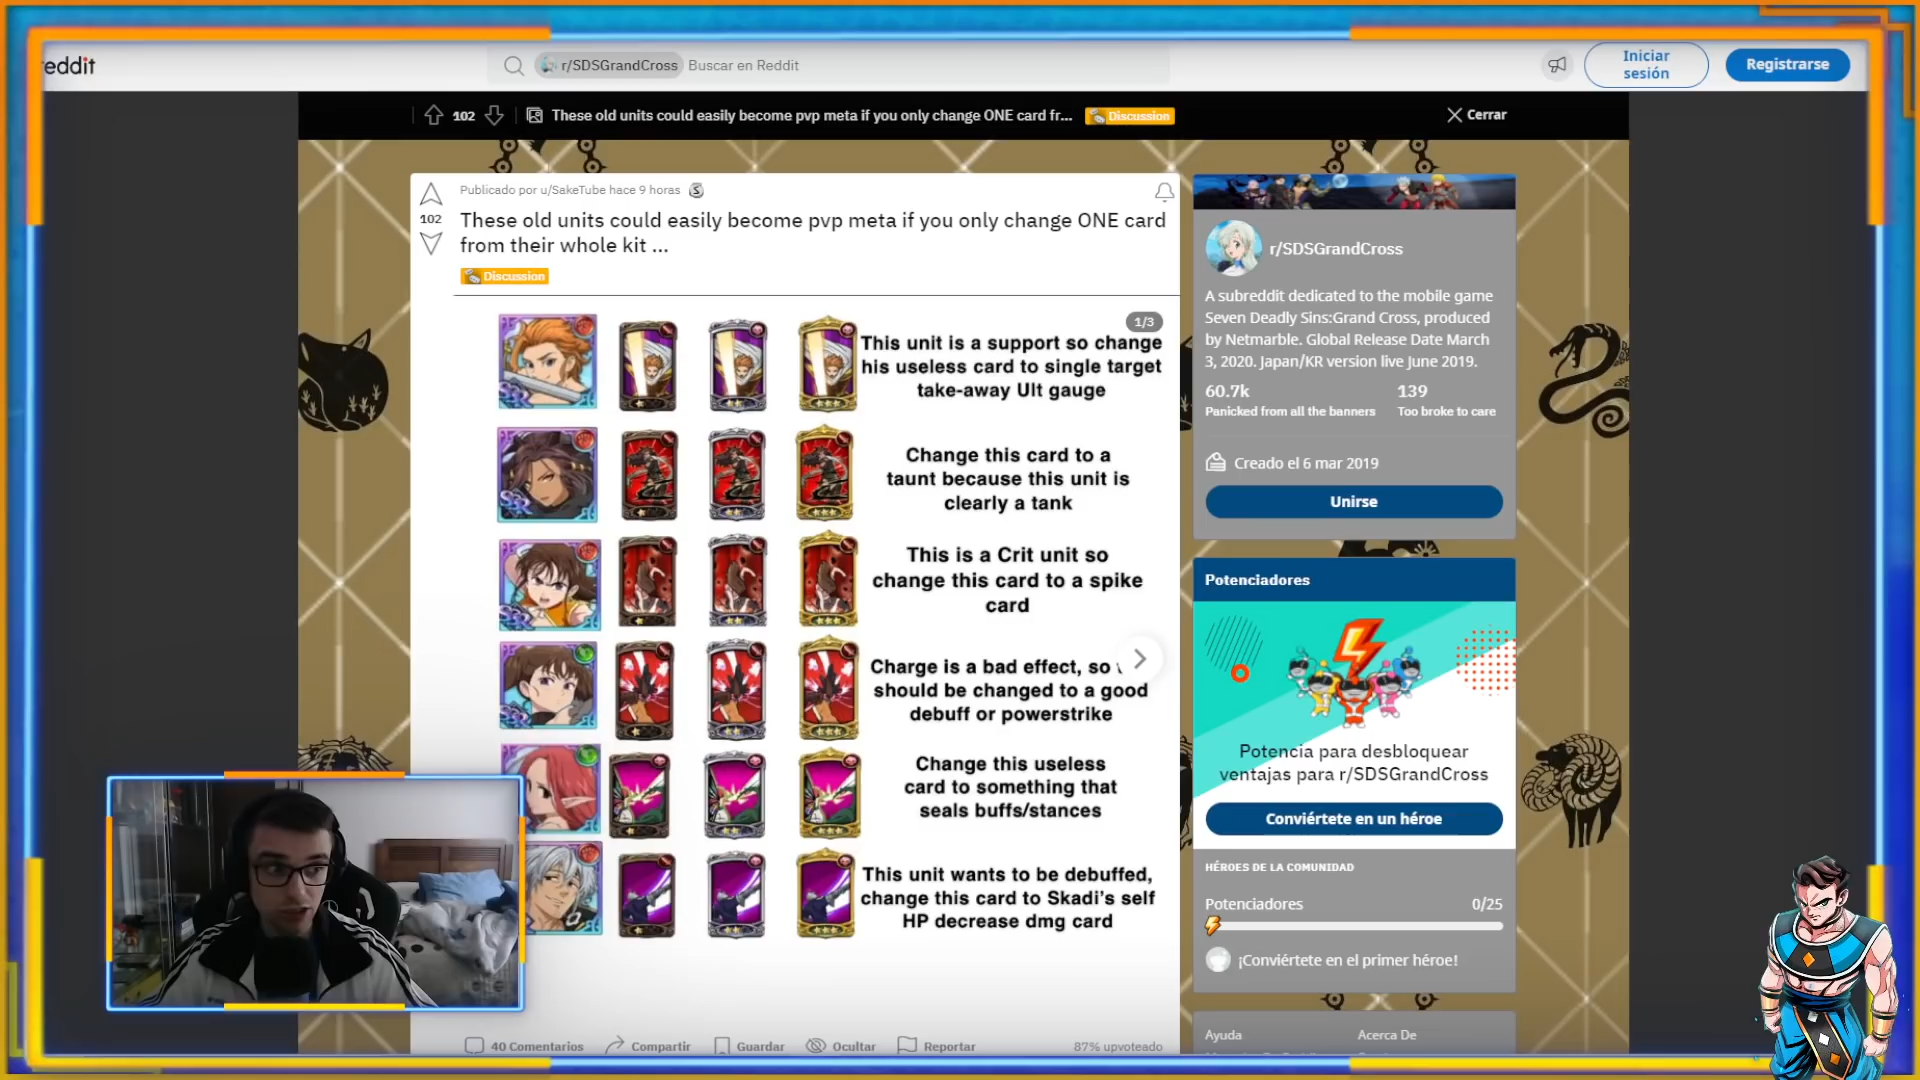 reddit
r/SDSGrandCross Buscar en Reddit
Iniciar sesión
Registrarse
102
These old units could easily become pvp meta if you only change ONE card fr...
Discussion
Cerrar
Publicado por u/SakeTube hace 9 horas
102
These old units could easily become pvp meta if you only change ONE card
from their whole kit ...
Discussion
1/3
This unit is a support so change
his useless card to single target
take-away Ult gauge
Change this card to a
taunt because this unit is
clearly a tank
This is a Crit unit so
change this card to a spike
card
Charge is a bad effect, so
should be changed to a good
debuff or powerstrike
Change this useless
card to something that
seals buffs/stances
This unit wants to be debuffed,
change this card to Skadi's self
HP decrease dmg card
40 Comentarios
Compartir
Guardar
Ocultar
Reportar
87% upvoteado
r/SDSGrandCross
A subreddit dedicated to the mobile game
Seven Deadly Sins:Grand Cross, produced
by Netmarble. Global Release Date March
3, 2020. Japan/KR version live June 2019.
60.7k 139
Panicked from all the banners Too broke to care
Creado el 6 mar 2019
Unirse
Potenciadores
Potencia para desbloquear
ventajas para r/SDSGrandCross
Conviértete en un héroe
HÉROES DE LA COMUNIDAD
Potenciadores 0/25
¡Conviértete en el primer héroe!
Ayuda Acerca De